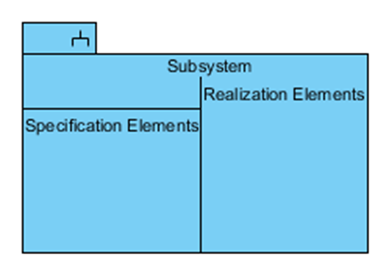 Subsystem
Realization Elements
Specification Elements